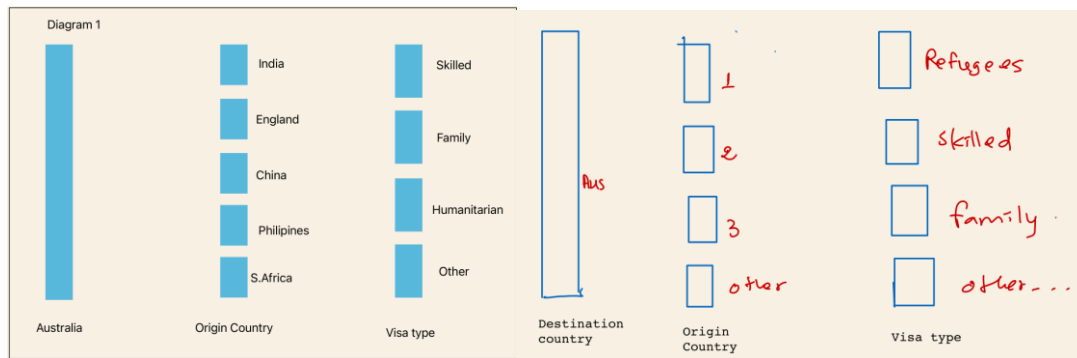 Diagram 1
India
England
China
Philipines
S.Africa
Skilled
Family
Humanitarian
Other
Australia
Origin Country
Visa type
Aus
1
2
3
other
Refugees
skilled
family
other...
Destination
country
Origin
Country
Visa type